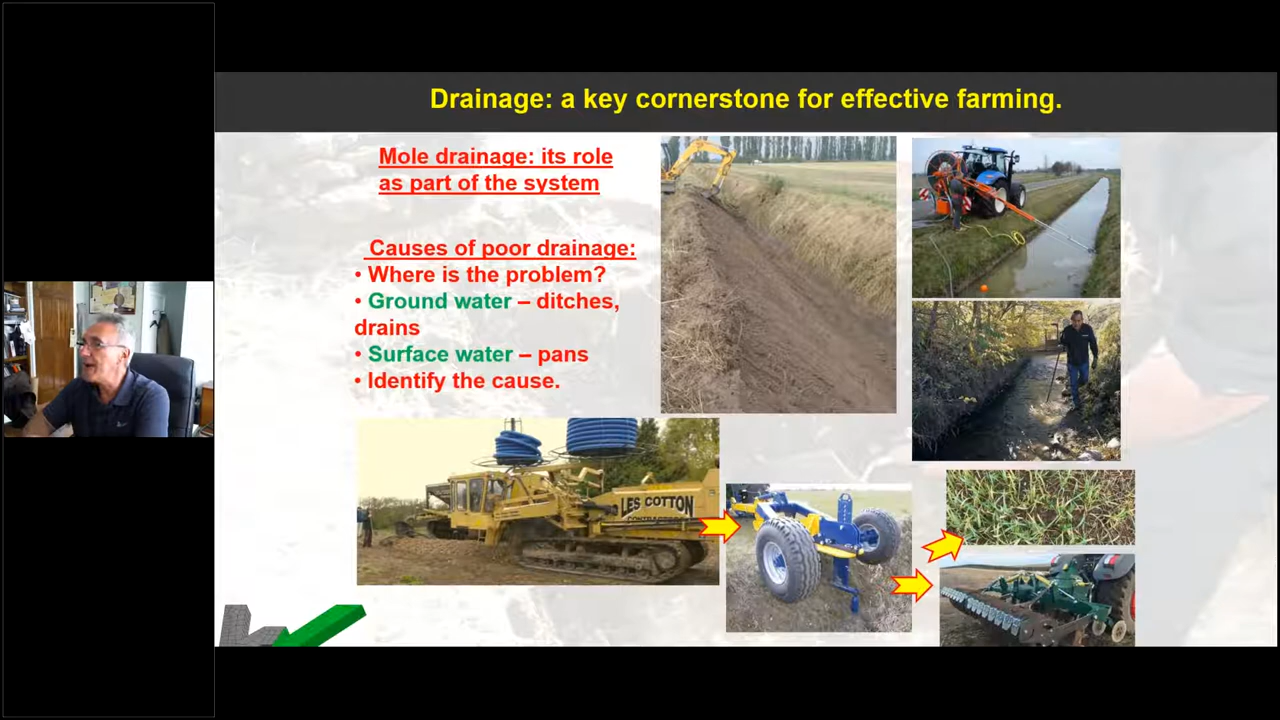 Drainage: a key cornerstone for effective farming.
Mole drainage: its role
as part of the system
Causes of poor drainage:
• Where is the problem?
• Ground water – ditches,
drains
• Surface water – pans
• Identify the cause.
LES COTTON